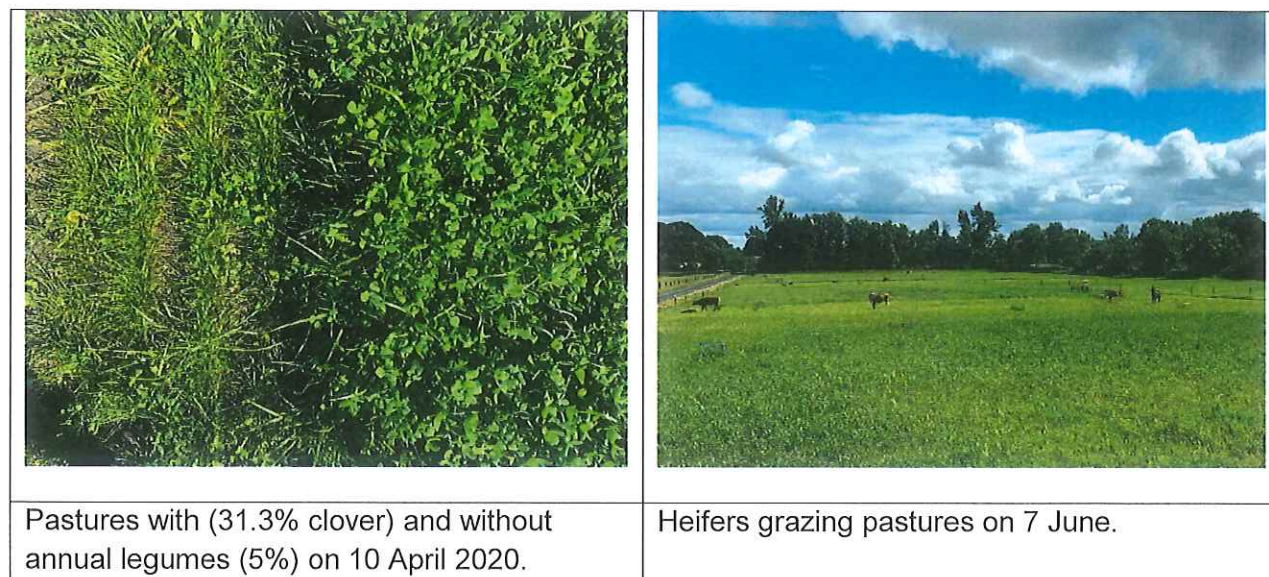 Pastures with (31.3% clover) and without
annual legumes (5%) on 10 April 2020.
Heifers grazing pastures on 7 June.